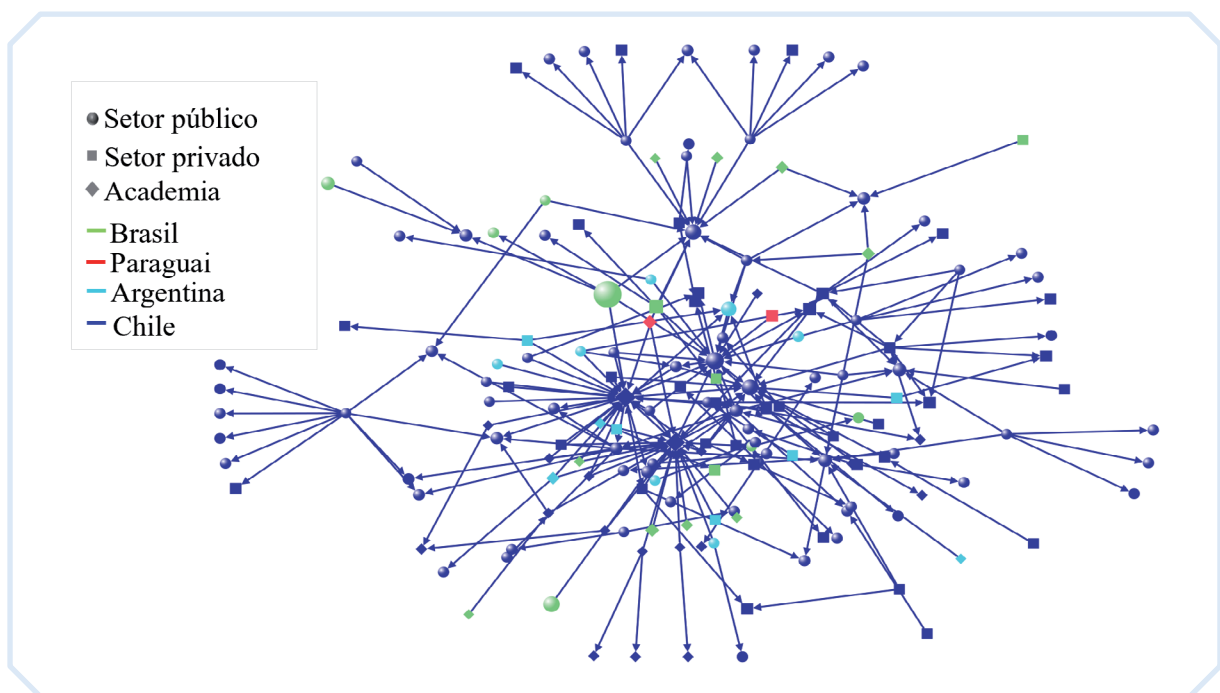 Setor público
Setor privado
Academia
Brasil
Paraguai
Argentina
Chile